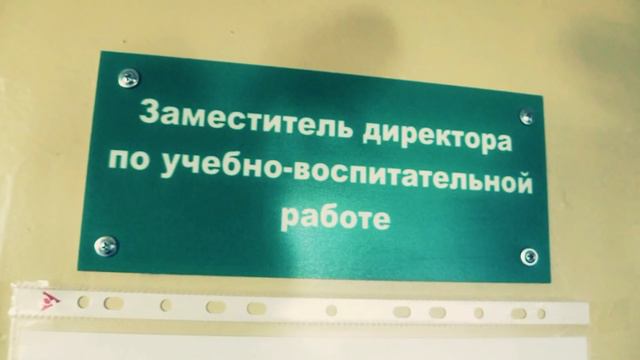 Заместитель директора
по учебно-воспитательной
работе